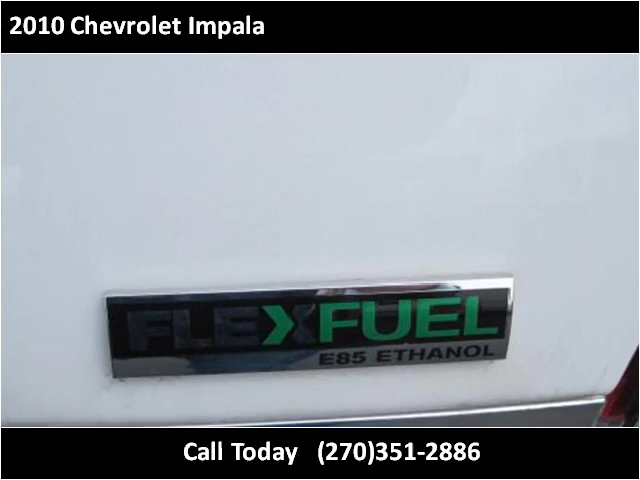 2010 Chevrolet Impala
FLEXFUEL
E85 ETHANOL
Call Today (270)351-2886